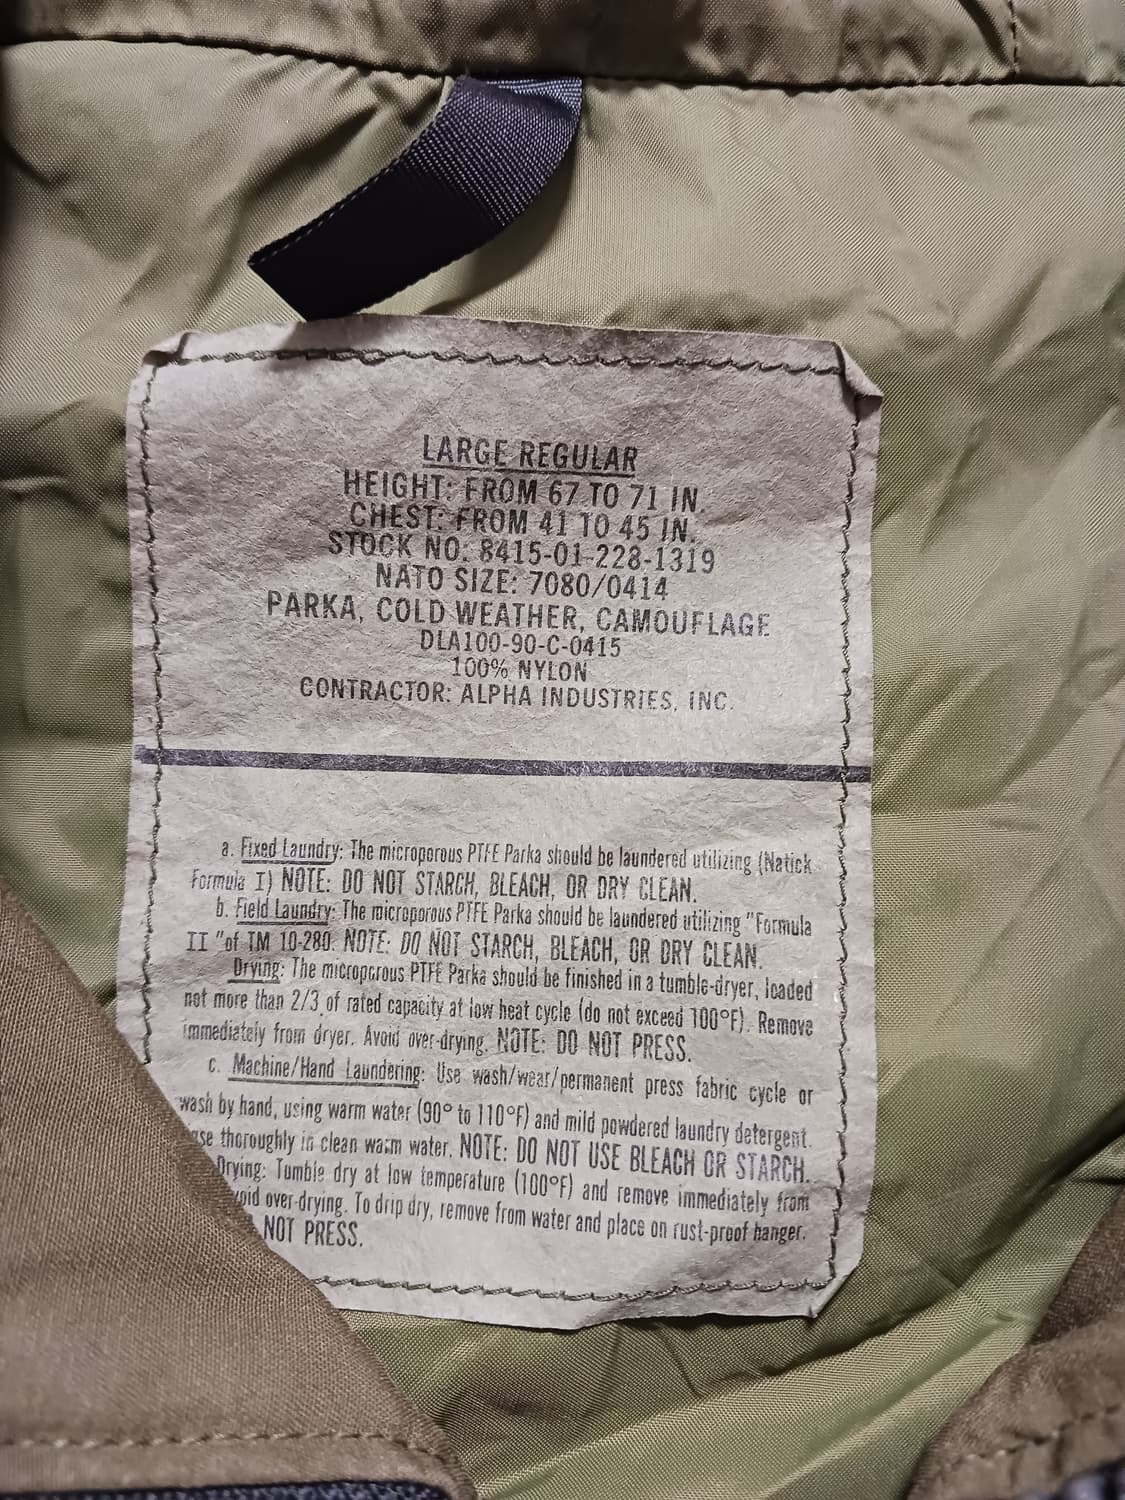 LARGE REGULAR
HEIGHT: FROM 67 TO 71 IN.
CHEST: FROM 41 TO 45 IN.
STOCK NO: 8415-01-228-1319
NATO SIZE: 7080/0414
PARKA, COLD WEATHER, CAMOUFLAGE
DLA100-90-C-0415
100% NYLON
CONTRACTOR: ALPHA INDUSTRIES, INC.
a. Fixed Laundry: The microporous PTFE Parka should be laundered utilizing (Natick
Formula I) NOTE: DO NOT STARCH, BLEACH, OR DRY CLEAN.
b. Field Laundry: The microporous PTFE Parka should be laundered utilizing "Formula
II "of TM 10-280. NOTE: DO NOT STARCH, BLEACH, OR DRY CLEAN.
Drying: The microporous PTFE Parka should be finished in a tumble-dryer, loaded
not more than 2/3 of rated capacity at low heat cycle (do not exceed 100°F). Remove
immediately from dryer. Avoid over-drying. NOTE: DO NOT PRESS.
c. Machine/Hand Laundering: Use wash/wear/permanent press fabric cycle or
wash by hand, using warm water (90° to 110°F) and mild powdered laundry detergent.
thoroughly in clean warm water. NOTE: DO NOT USE BLEACH OR STARCH.
Drying: Tumble dry at low temperature (100°F) and remove immediately from
over-drying. To drip dry, remove from water and place on rust-proof hanger.
NOT PRESS.